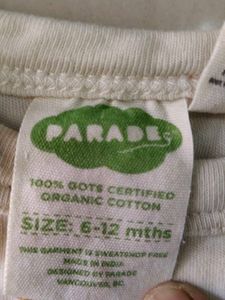 PARADE
100% GOTS CERTIFIED
ORGANIC COTTON
SIZE: 6-12 mths
THIS GARMENT IS SWEATSHOP FREE
MADE IN INDIA
DESIGNED BY PARADE
VANCOUVER, BC